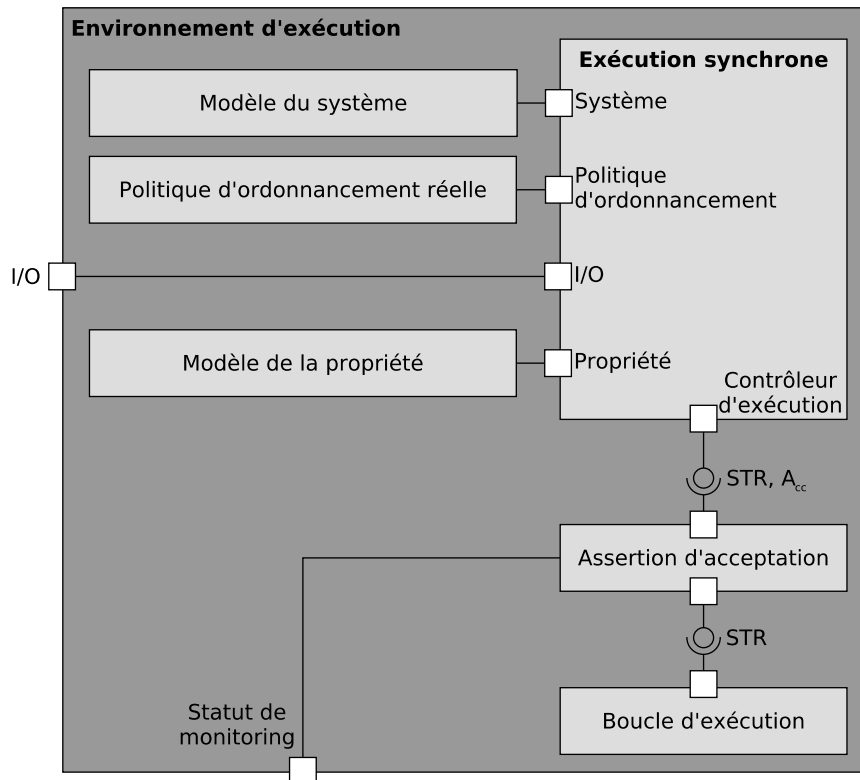 Environnement d'exécution
Exécution synchrone
Modèle du système
Système
Politique d'ordonnancement réelle
Politique
d'ordonnancement
I/O
I/O
Modèle de la propriété
Propriété
Contrôleur
d'exécution
STR, Acc
Assertion d'acceptation
STR
Statut de
monitoring
Boucle d'exécution